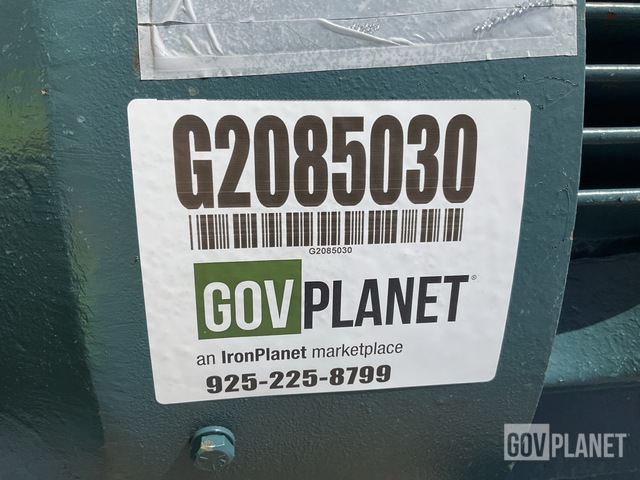 G2085030
G2085030
GOVPLANET®
an IronPlanet marketplace
925-225-8799
GOVPLANET